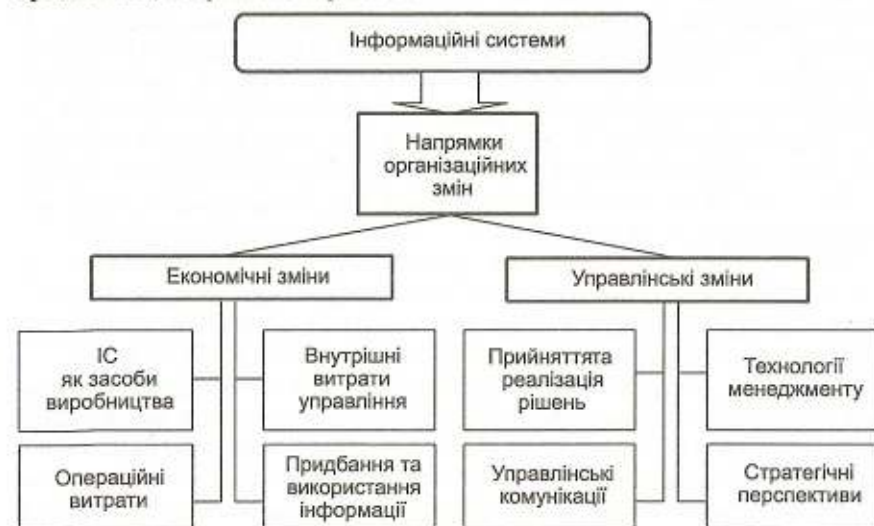 Інформаційні системи
Напрямки
організаційних
змін
Економічні зміни
Управлінські зміни
ІС
як засоби
виробництва
Внутрішні
витрати
управління
Прийняттята
реалізація
рішень
Технології
менеджменту
Операційні
витрати
Придбання та
використання
інформації
Управлінські
комунікації
Стратегічні
перспективи